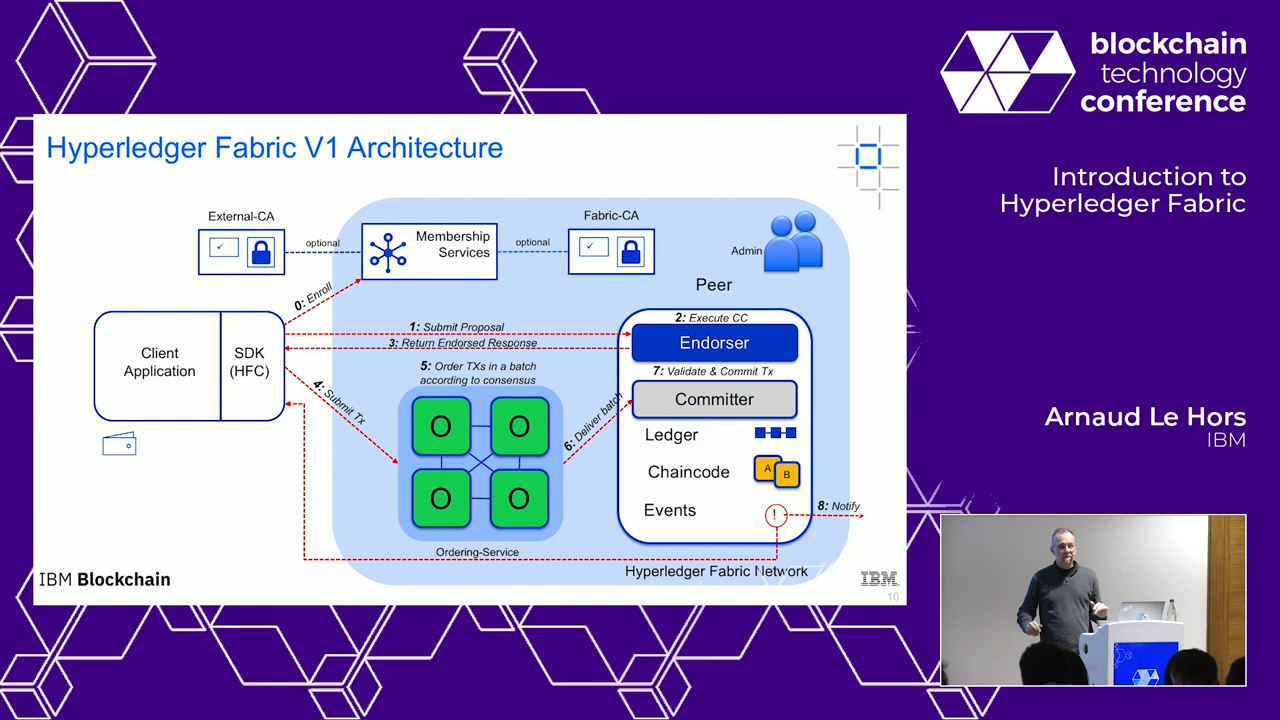 blockchain
technology
conference
Introduction to
Hyperledger Fabric
Arnaud Le Hors
IBM
Hyperledger Fabric V1 Architecture
External-CA
optional
Membership
Services
optional
Fabric-CA
Admin
Peer
0: Enroll
1: Submit Proposal
2: Execute CC
3: Return Endorsed Response
Endorser
Client
Application
SDK
(HFC)
4: Submit Tx
5: Order TXs in a batch
according to consensus
6: Deliver batch
7: Validate & Commit Tx
Committer
O
O
O
O
Ledger
Chaincode
A
B
Events
!
8: Notify
Ordering-Service
Hyperledger Fabric Network
IBM Blockchain
IBM
10